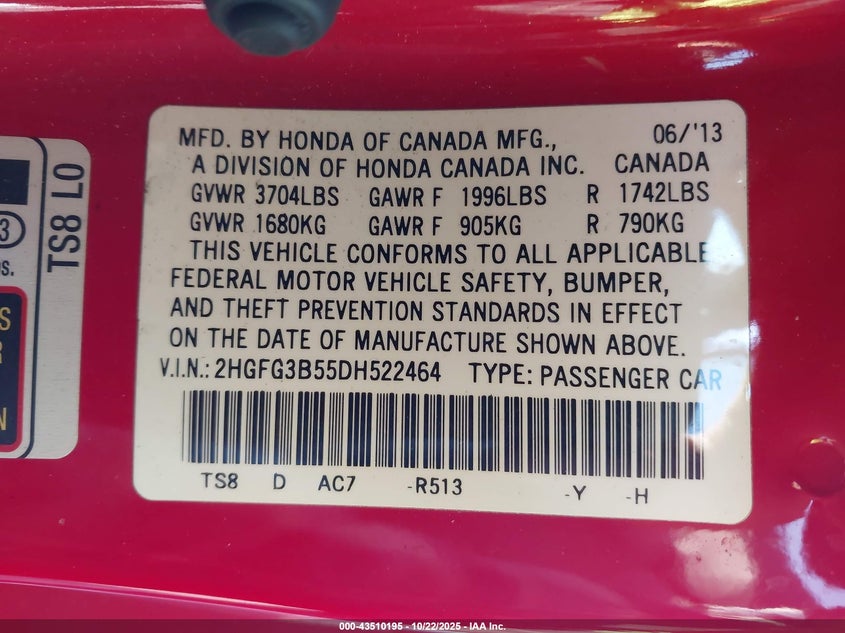 MFD. BY HONDA OF CANADA MFG., 06/'13
A DIVISION OF HONDA CANADA INC. CANADA
GVWR 3704LBS GAWR F 1996LBS R 1742LBS
GVWR 1680KG GAWR F 905KG R 790KG
THIS VEHICLE CONFORMS TO ALL APPLICABLE
FEDERAL MOTOR VEHICLE SAFETY, BUMPER,
AND THEFT PREVENTION STANDARDS IN EFFECT
ON THE DATE OF MANUFACTURE SHOWN ABOVE.
V.I.N.: 2HGFG3B55DH522464 TYPE: PASSENGER CAR
TS8 D AC7 -R513 -Y -H
TS8 LO
3
000-43510195 - 10/22/2025 - IAA Inc.